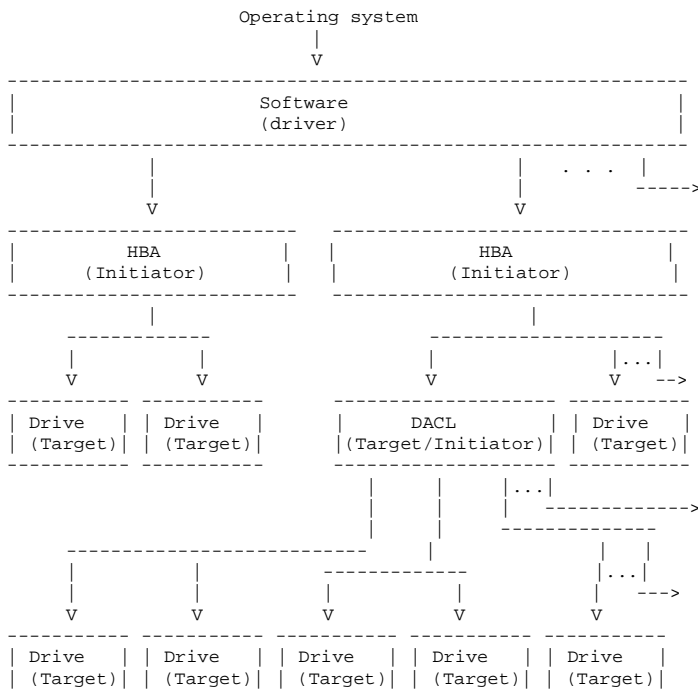 Operating system
Software
(driver)
. . .
HBA HBA
(Initiator) (Initiator)
...
Drive Drive DACL Drive
(Target) (Target) (Target/Initiator) (Target)
...
...
Drive Drive Drive Drive Drive
(Target) (Target) (Target) (Target) (Target)